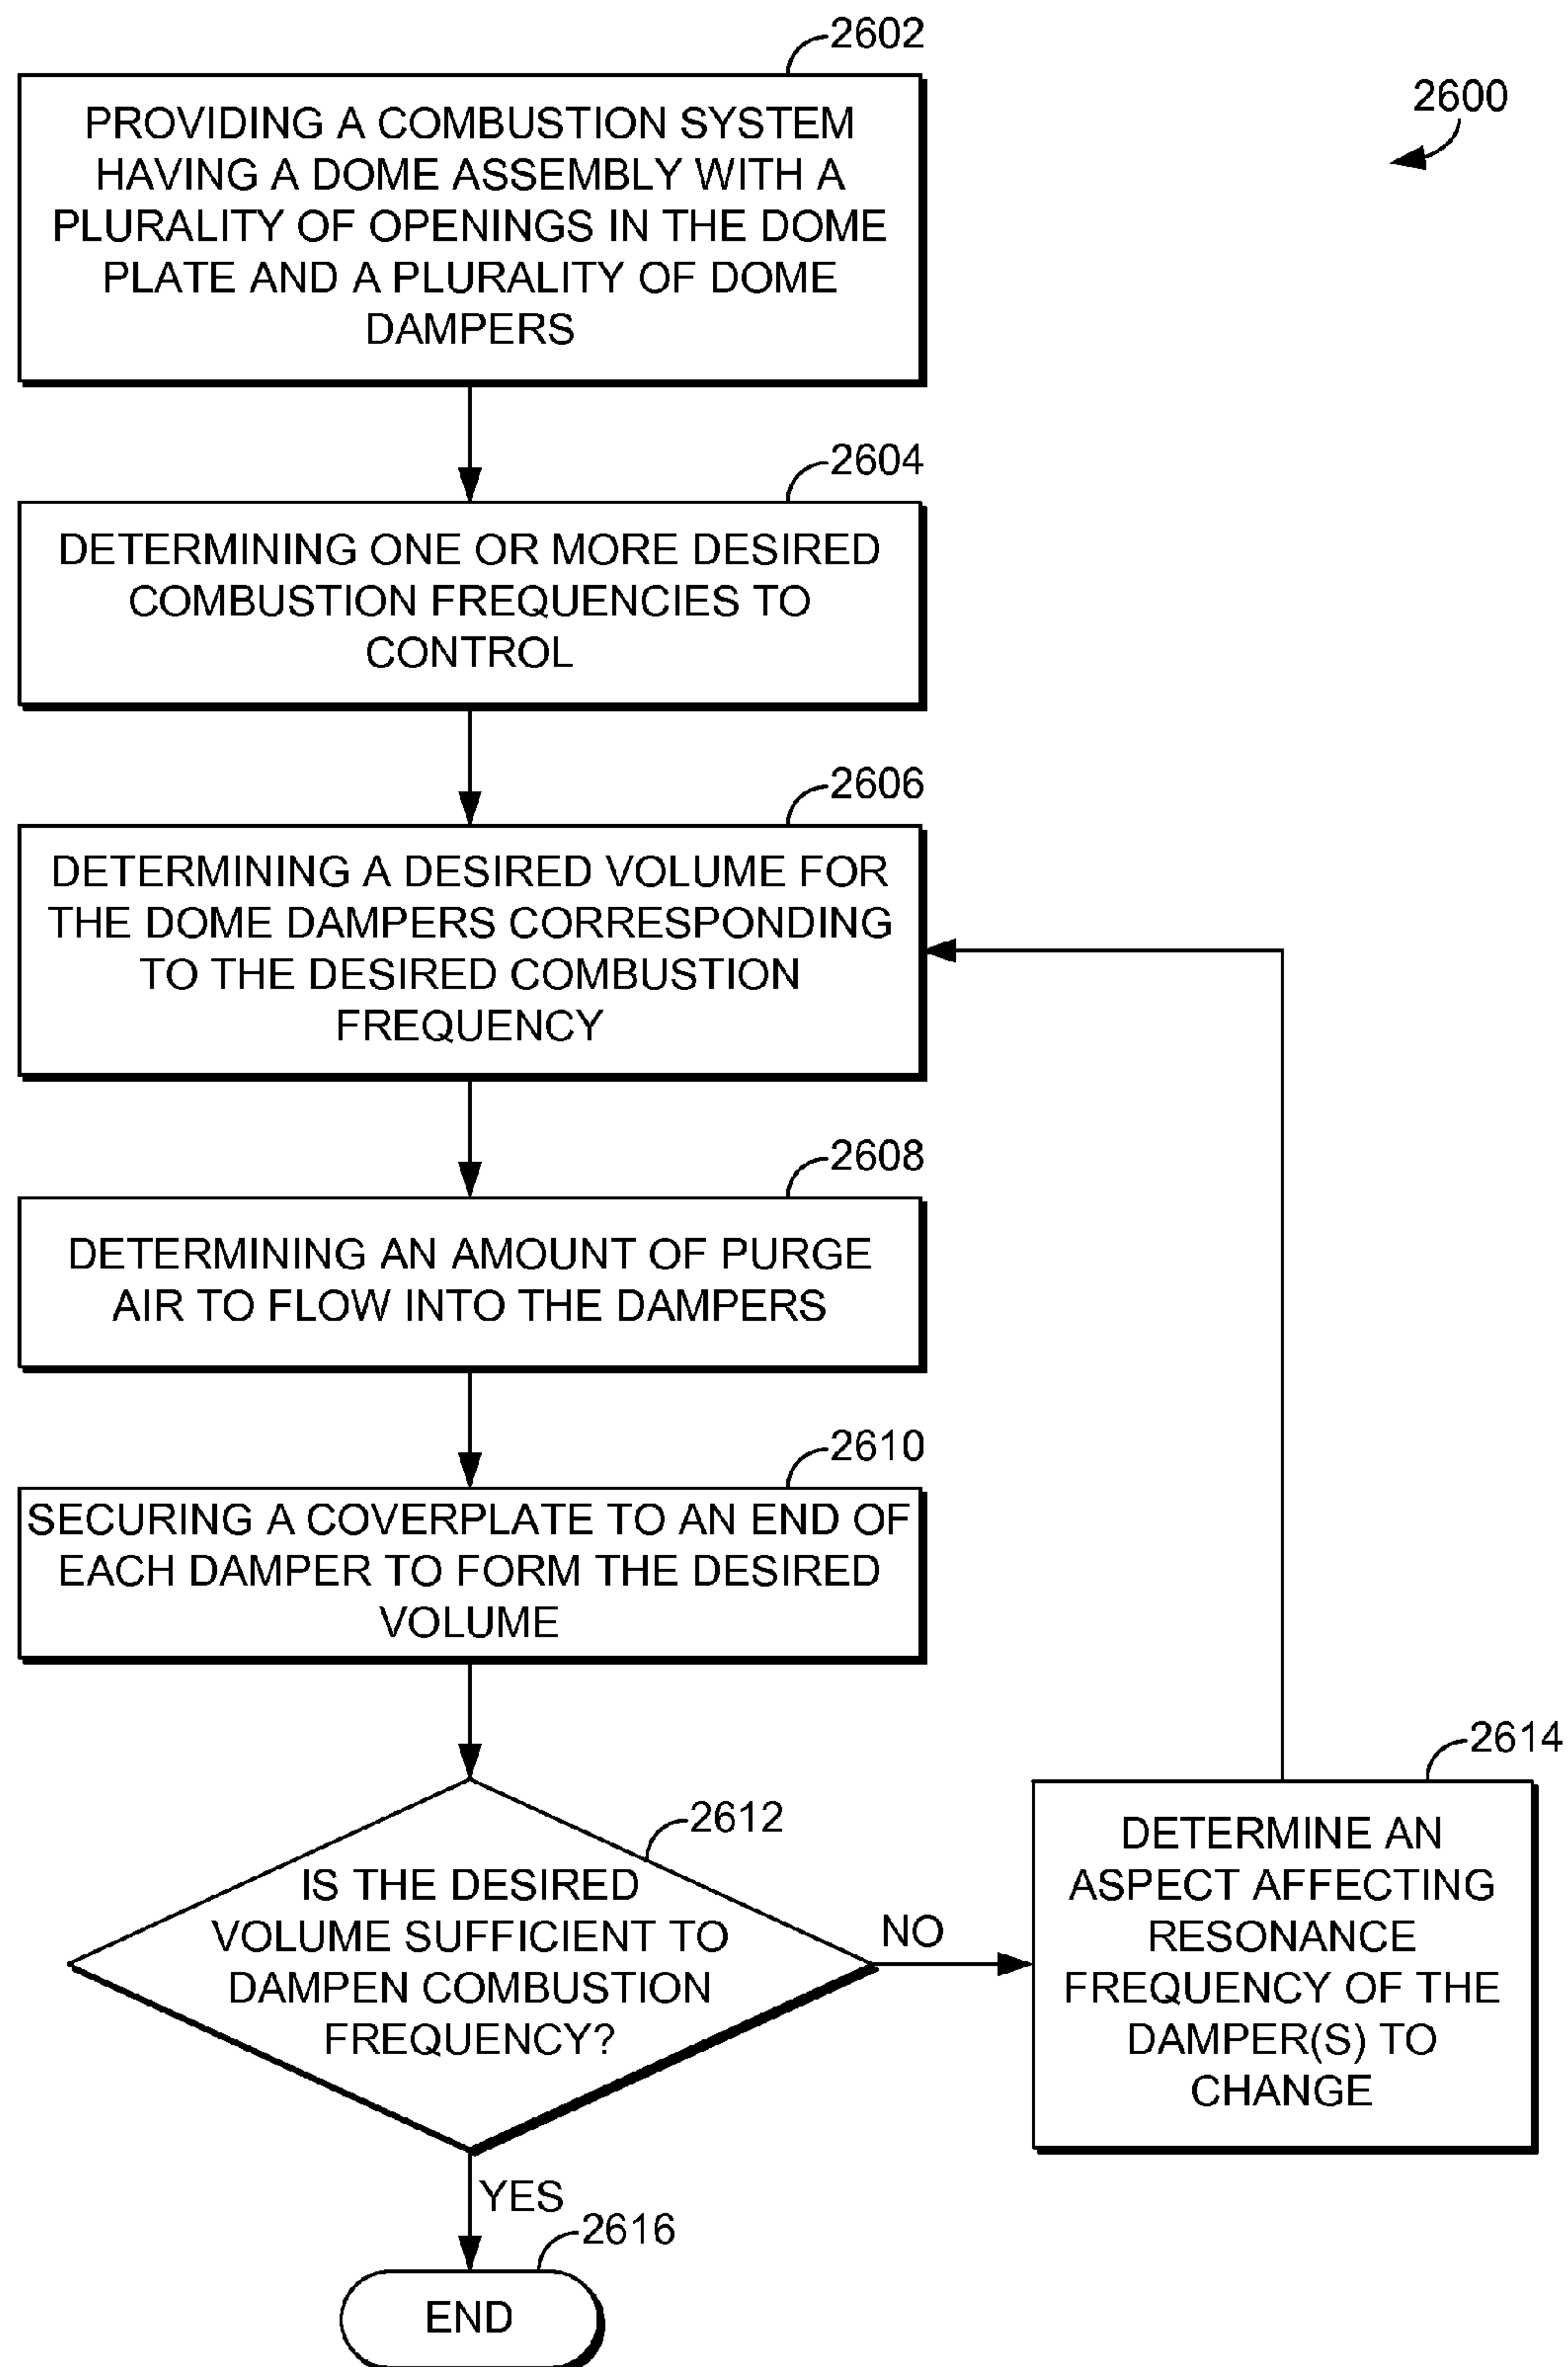 2602
2600
PROVIDING A COMBUSTION SYSTEM
HAVING A DOME ASSEMBLY WITH A
PLURALITY OF OPENINGS IN THE DOME
PLATE AND A PLURALITY OF DOME
DAMPERS
2604
DETERMINING ONE OR MORE DESIRED
COMBUSTION FREQUENCIES TO
CONTROL
2606
DETERMINING A DESIRED VOLUME FOR
THE DOME DAMPERS CORRESPONDING
TO THE DESIRED COMBUSTION
FREQUENCY
2608
DETERMINING AN AMOUNT OF PURGE
AIR TO FLOW INTO THE DAMPERS
2610
SECURING A COVERPLATE TO AN END OF
EACH DAMPER TO FORM THE DESIRED
VOLUME
2612
IS THE DESIRED
VOLUME SUFFICIENT TO
DAMPEN COMBUSTION
FREQUENCY?
NO
2614
DETERMINE AN
ASPECT AFFECTING
RESONANCE
FREQUENCY OF THE
DAMPER(S) TO
CHANGE
YES
2616
END